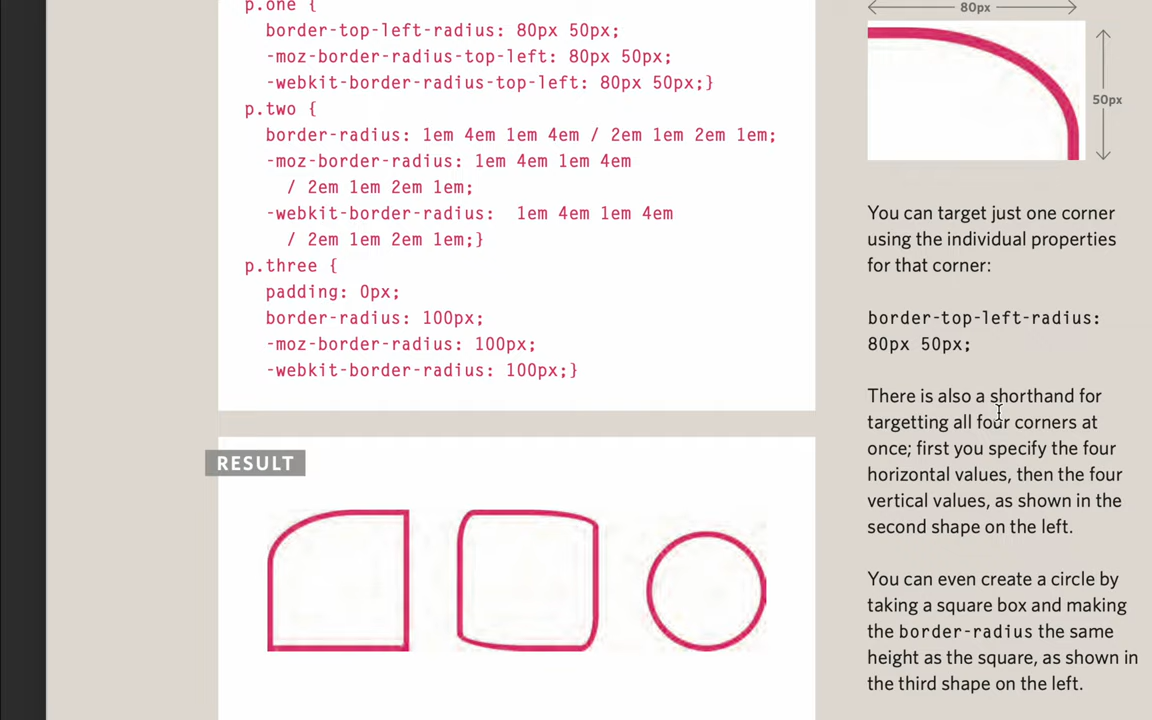 p.one {
border-top-left-radius: 80px 50px;
-moz-border-radius-top-left: 80px 50px;
-webkit-border-radius-top-left: 80px 50px;}
p.two {
border-radius: 1em 4em 1em 4em / 2em 1em 2em 1em;
-moz-border-radius: 1em 4em 1em 4em
/ 2em 1em 2em 1em;
-webkit-border-radius:  1em 4em 1em 4em
/ 2em 1em 2em 1em;}
p.three {
padding: 0px;
border-radius: 100px;
-moz-border-radius: 100px;
-webkit-border-radius: 100px;}
RESULT
80px
50px
You can target just one corner
using the individual properties
for that corner:
border-top-left-radius:
80px 50px;
There is also a shorthand for
targetting all four corners at
once; first you specify the four
horizontal values, then the four
vertical values, as shown in the
second shape on the left.
You can even create a circle by
taking a square box and making
the border-radius the same
height as the square, as shown in
the third shape on the left.